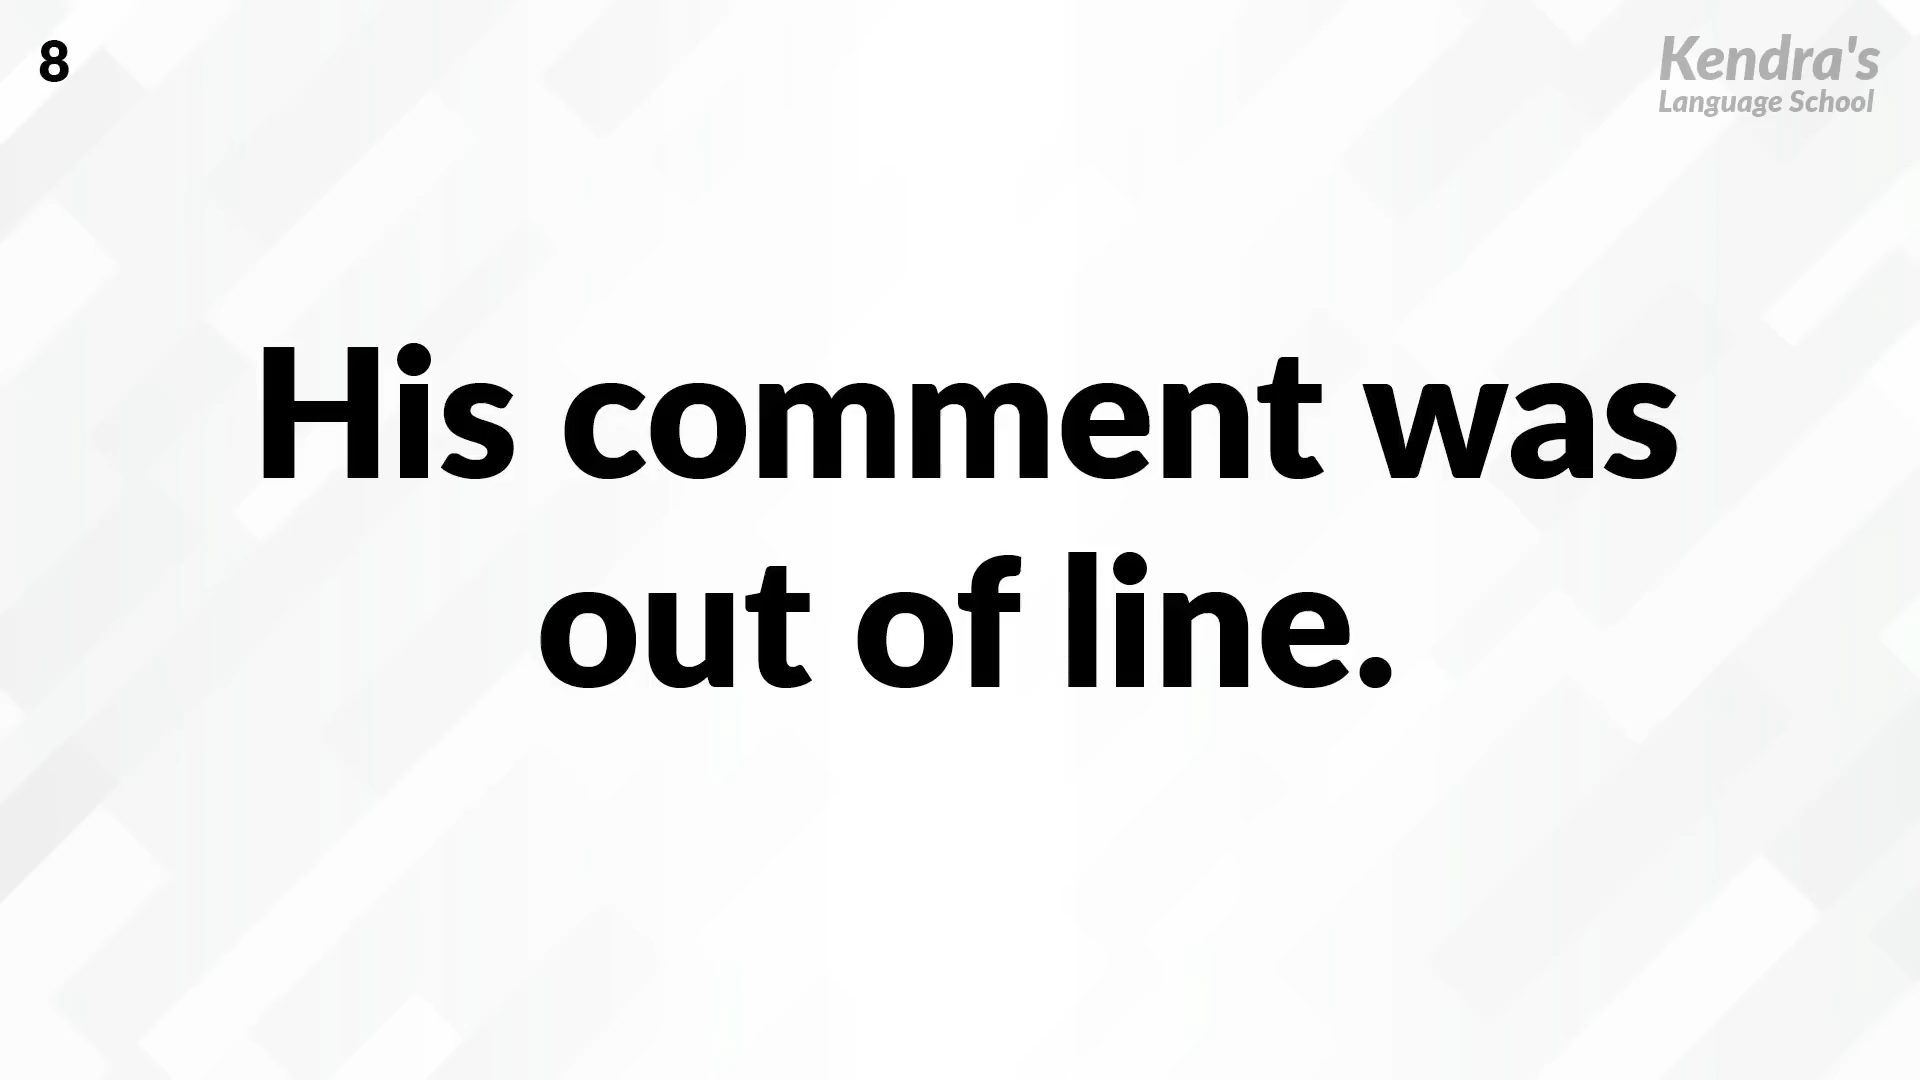 8
Kendra's
Language School
His comment was
out of line.